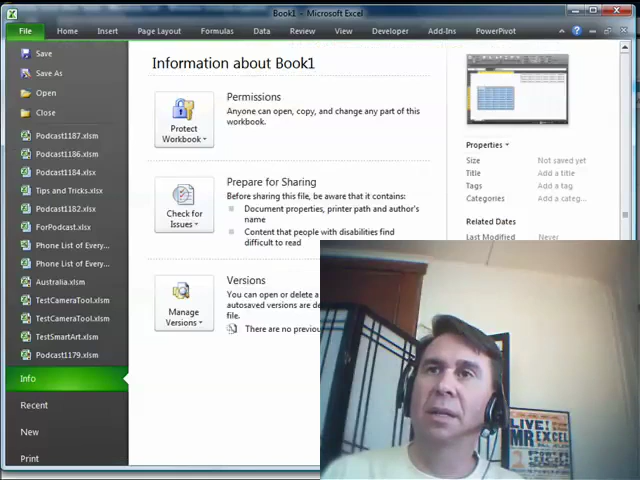 Book1 - Microsoft Excel
File Home Insert Page Layout Formulas Data Review View Developer Add-Ins PowerPivot
Save
Save As
Open
Close
Podcast1187.xlsm
Podcast1186.xlsm
Podcast1184.xlsx
Tips and Tricks.xlsx
Podcast1182.xlsx
ForPodcast.xlsx
Phone List of Every...
Phone List of Every...
Australia.xlsm
TestCameraTool.xlsm
TestCameraTool.xlsm
TestSmartArt.xlsm
Podcast1179.xlsm
Info
Recent
New
Print
Information about Book1
Protect
Workbook
Permissions
Anyone can open, copy, and change any part of this
workbook.
Check for
Issues
Prepare for Sharing
Before sharing this file, be aware that it contains:
Document properties, printer path and author's
name
Content that people with disabilities find
difficult to read
Manage
Versions
Versions
You can open or delete a
autosaved versions are de
file.
There are no previou
Properties
Size Not saved yet
Title Add a title
Tags Add a tag
Categories Add a categ...
Related Dates
Last Modified Never
LIVE!
MR EXCEL